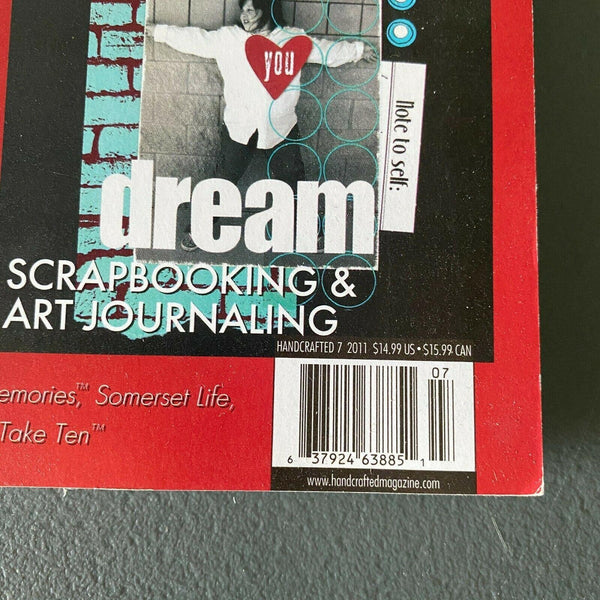 you
Note to self:
dream
SCRAPBOOKING &
ART JOURNALING
HANDCRAFTED 7 2011 $14.99 US • $15.99 CAN
emories,™ Somerset Life,
Take Ten™
07
6 37924 63885 1
www.handcraftedmagazine.com